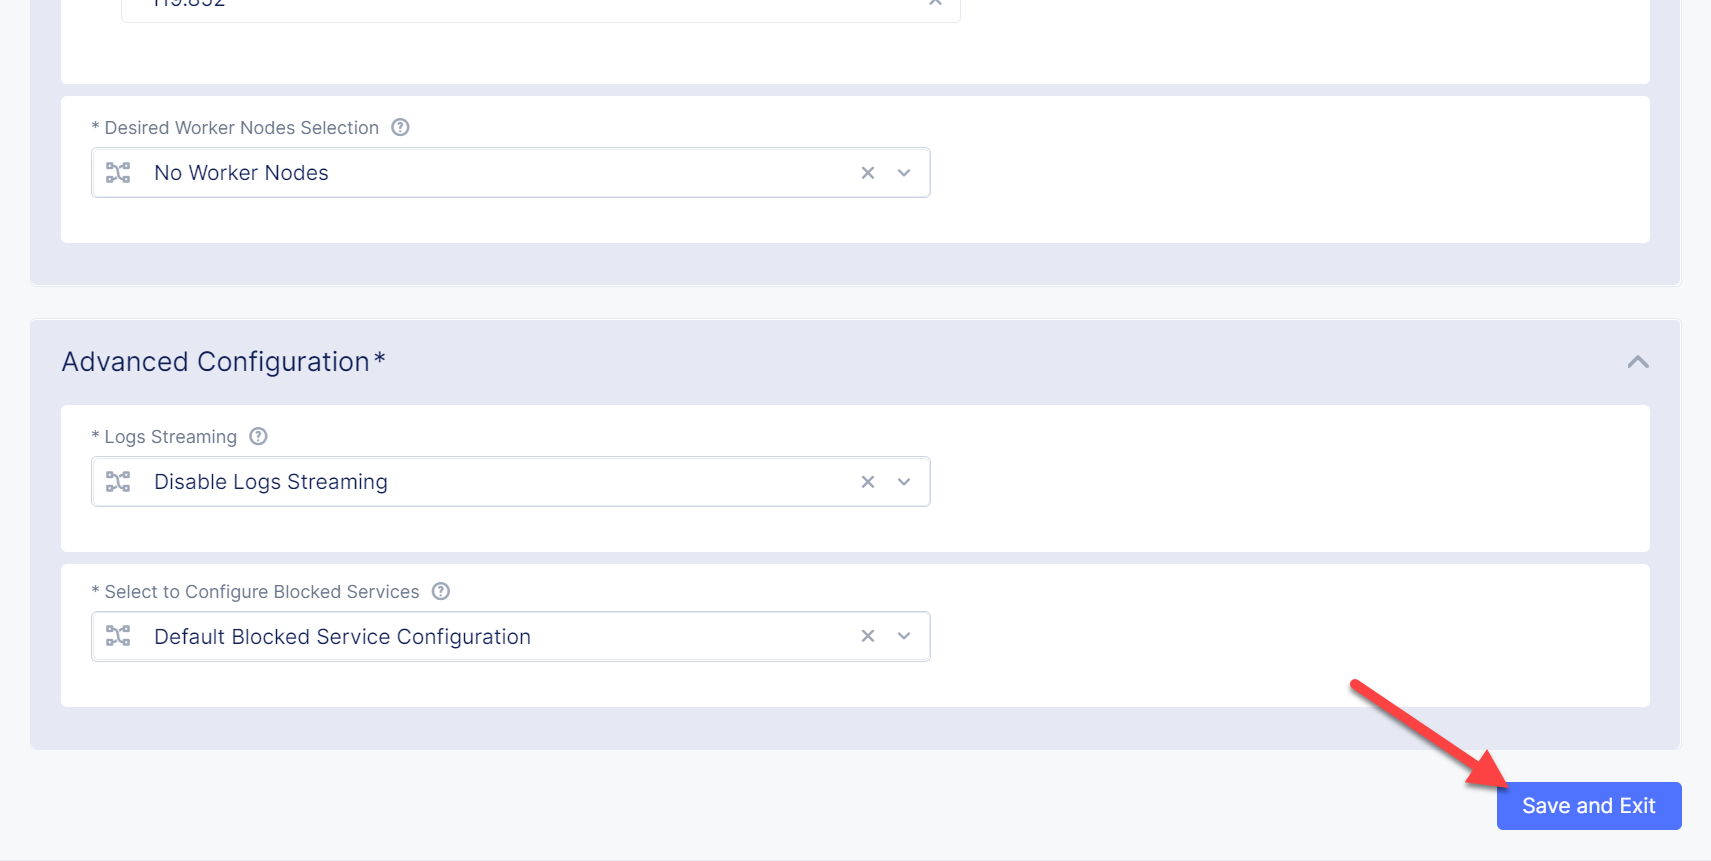 * Desired Worker Nodes Selection
No Worker Nodes
Advanced Configuration*
* Logs Streaming
Disable Logs Streaming
* Select to Configure Blocked Services
Default Blocked Service Configuration
Save and Exit